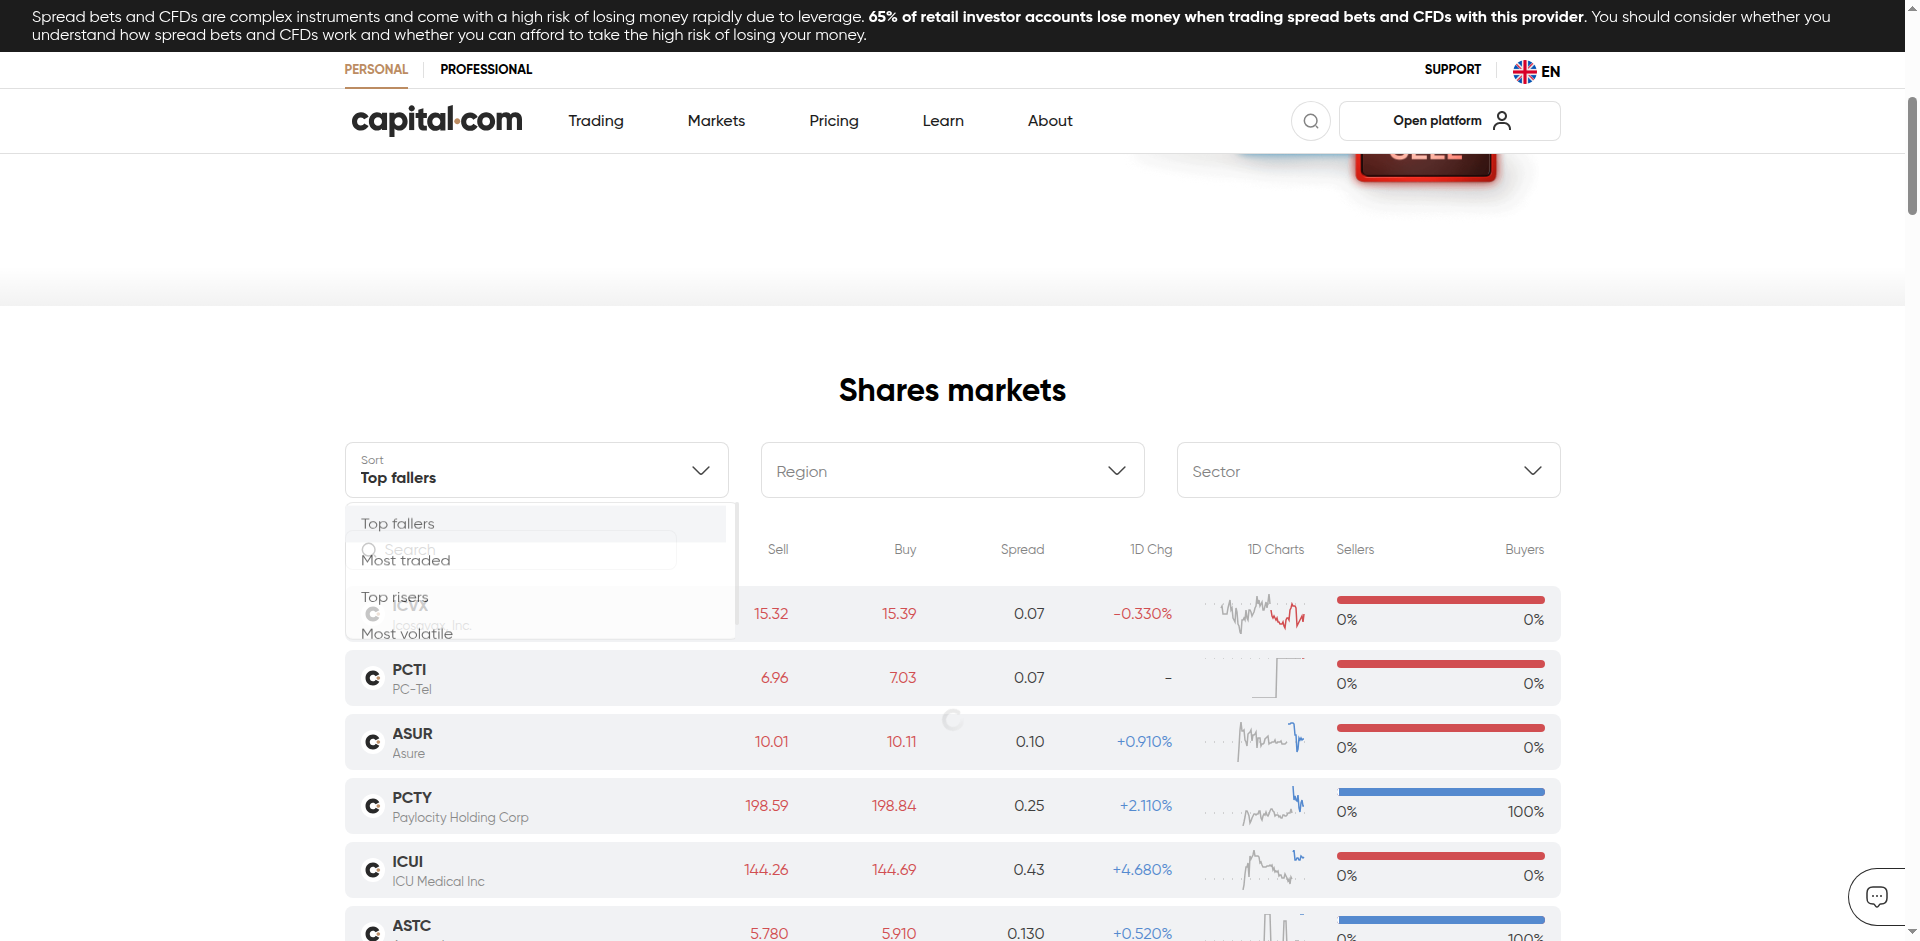 Spread bets and CFDs are complex instruments and come with a high risk of losing money rapidly due to leverage. 65% of retail investor accounts lose money when trading spread bets and CFDs with this provider. You should consider whether you
understand how spread bets and CFDs work and whether you can afford to take the high risk of losing your money.
PERSONAL PROFESSIONAL SUPPORT EN
capital.com Trading Markets Pricing Learn About Open platform
SELL
Shares markets
Sort
Top fallers
Region
Sector
Top fallers
Search
Most traded
Top risers
Most volatile
Sell Buy Spread 1D Chg 1D Charts Sellers Buyers
ICVX
Icosavax, Inc.
15.32 15.39 0.07 -0.330% 0% 0%
PCTI
PC-Tel
6.96 7.03 0.07 - 0% 0%
ASUR
Asure
10.01 10.11 0.10 +0.910% 0% 0%
PCTY
Paylocity Holding Corp
198.59 198.84 0.25 +2.110% 0% 100%
ICUI
ICU Medical Inc
144.26 144.69 0.43 +4.680% 0% 0%
ASTC
5.780 5.910 0.130 +0.520% 0% 100%